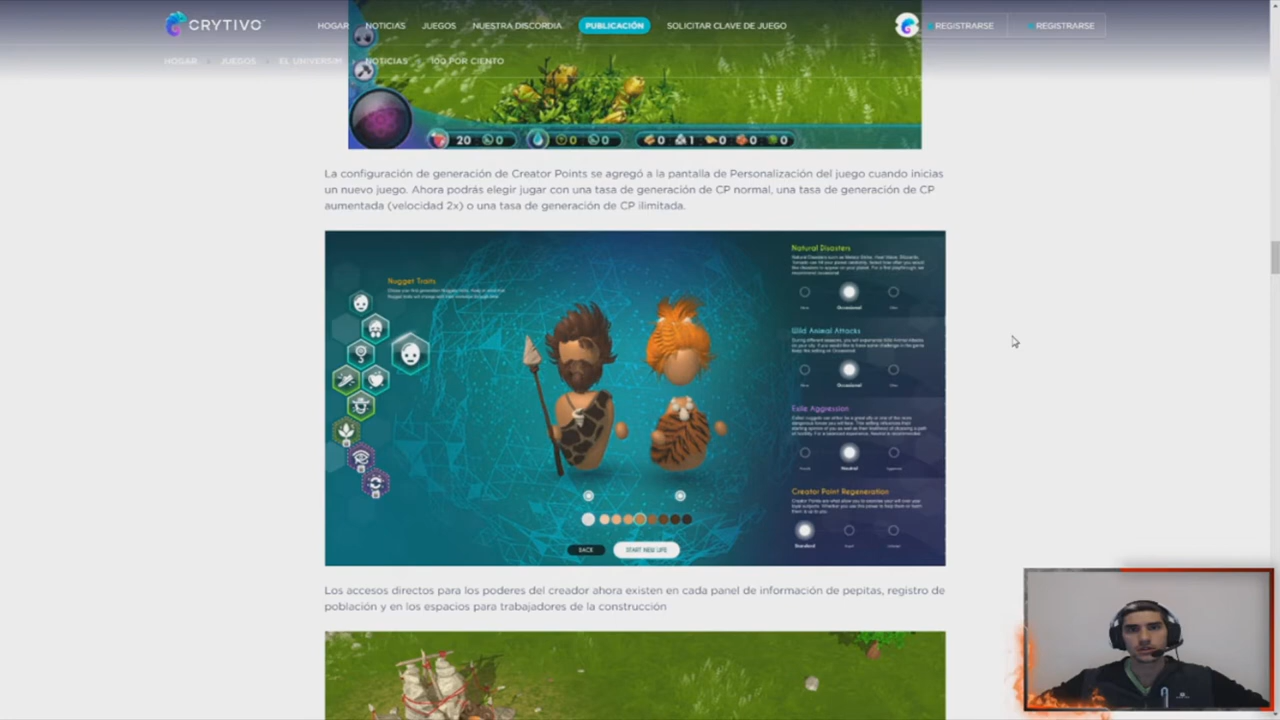 CRYTIVO
HOGAR NOTICIAS JUEGOS NUESTRA DISCORDIA PUBLICACIÓN SOLICITAR CLAVE DE JUEGO REGISTRARSE REGISTRARSE
HOGAR JUEGOS EL UNIVERSIM NOTICIAS 100 POR CIENTO
20 0 0 0 0 1 0 0 0
La configuración de generación de Creator Points se agregó a la pantalla de Personalización del juego cuando inicias
un nuevo juego. Ahora podrás elegir jugar con una tasa de generación de CP normal, una tasa de generación de CP
aumentada (velocidad 2x) o una tasa de generación de CP ilimitada.
Nugget Traits
Natural Disasters
Occasional
Wild Animal Attacks
Occasional
Exile Aggression
Neutral
Creator Point Regeneration
Standard
BACK START NEW LIFE
Los accesos directos para los poderes del creador ahora existen en cada panel de información de pepitas, registro de
población y en los espacios para trabajadores de la construcción